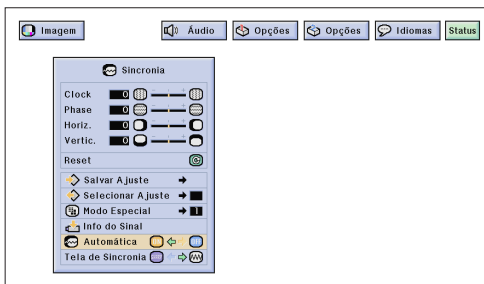 Imagem Áudio Opções Opções Idiomas Status
Sincronia
Clock 0
Phase 0
Horiz. 0
Vertic. 0
Reset
Salvar Ajuste
Selecionar Ajuste
Modo Especial 1
Info do Sinal
Automática
Tela de Sincronia